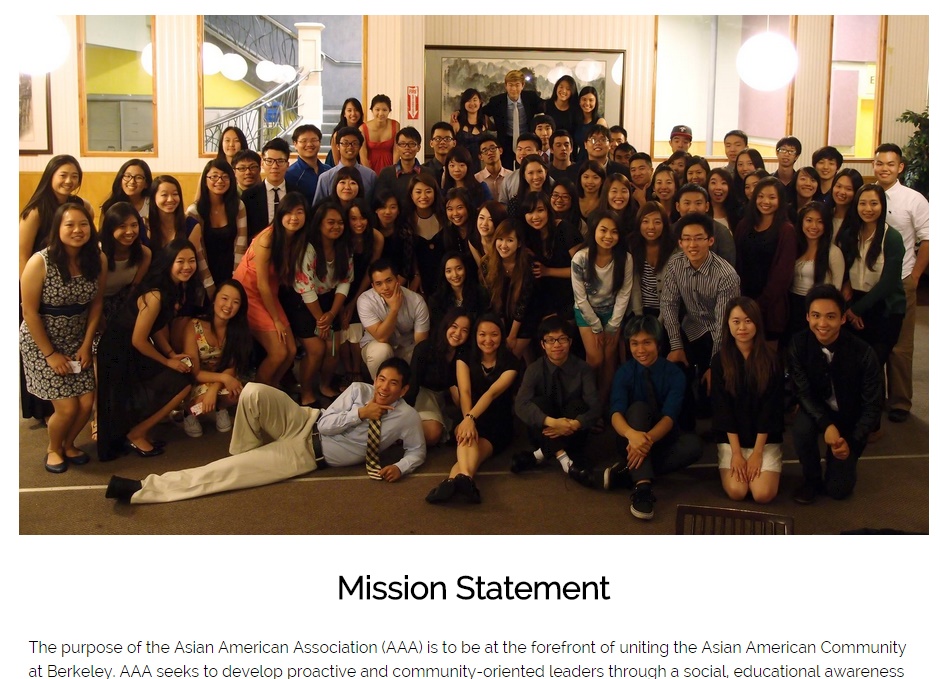 Mission Statement
The purpose of the Asian American Association (AAA) is to be at the forefront of uniting the Asian American Community
at Berkeley. AAA seeks to develop proactive and community-oriented leaders through a social, educational awareness